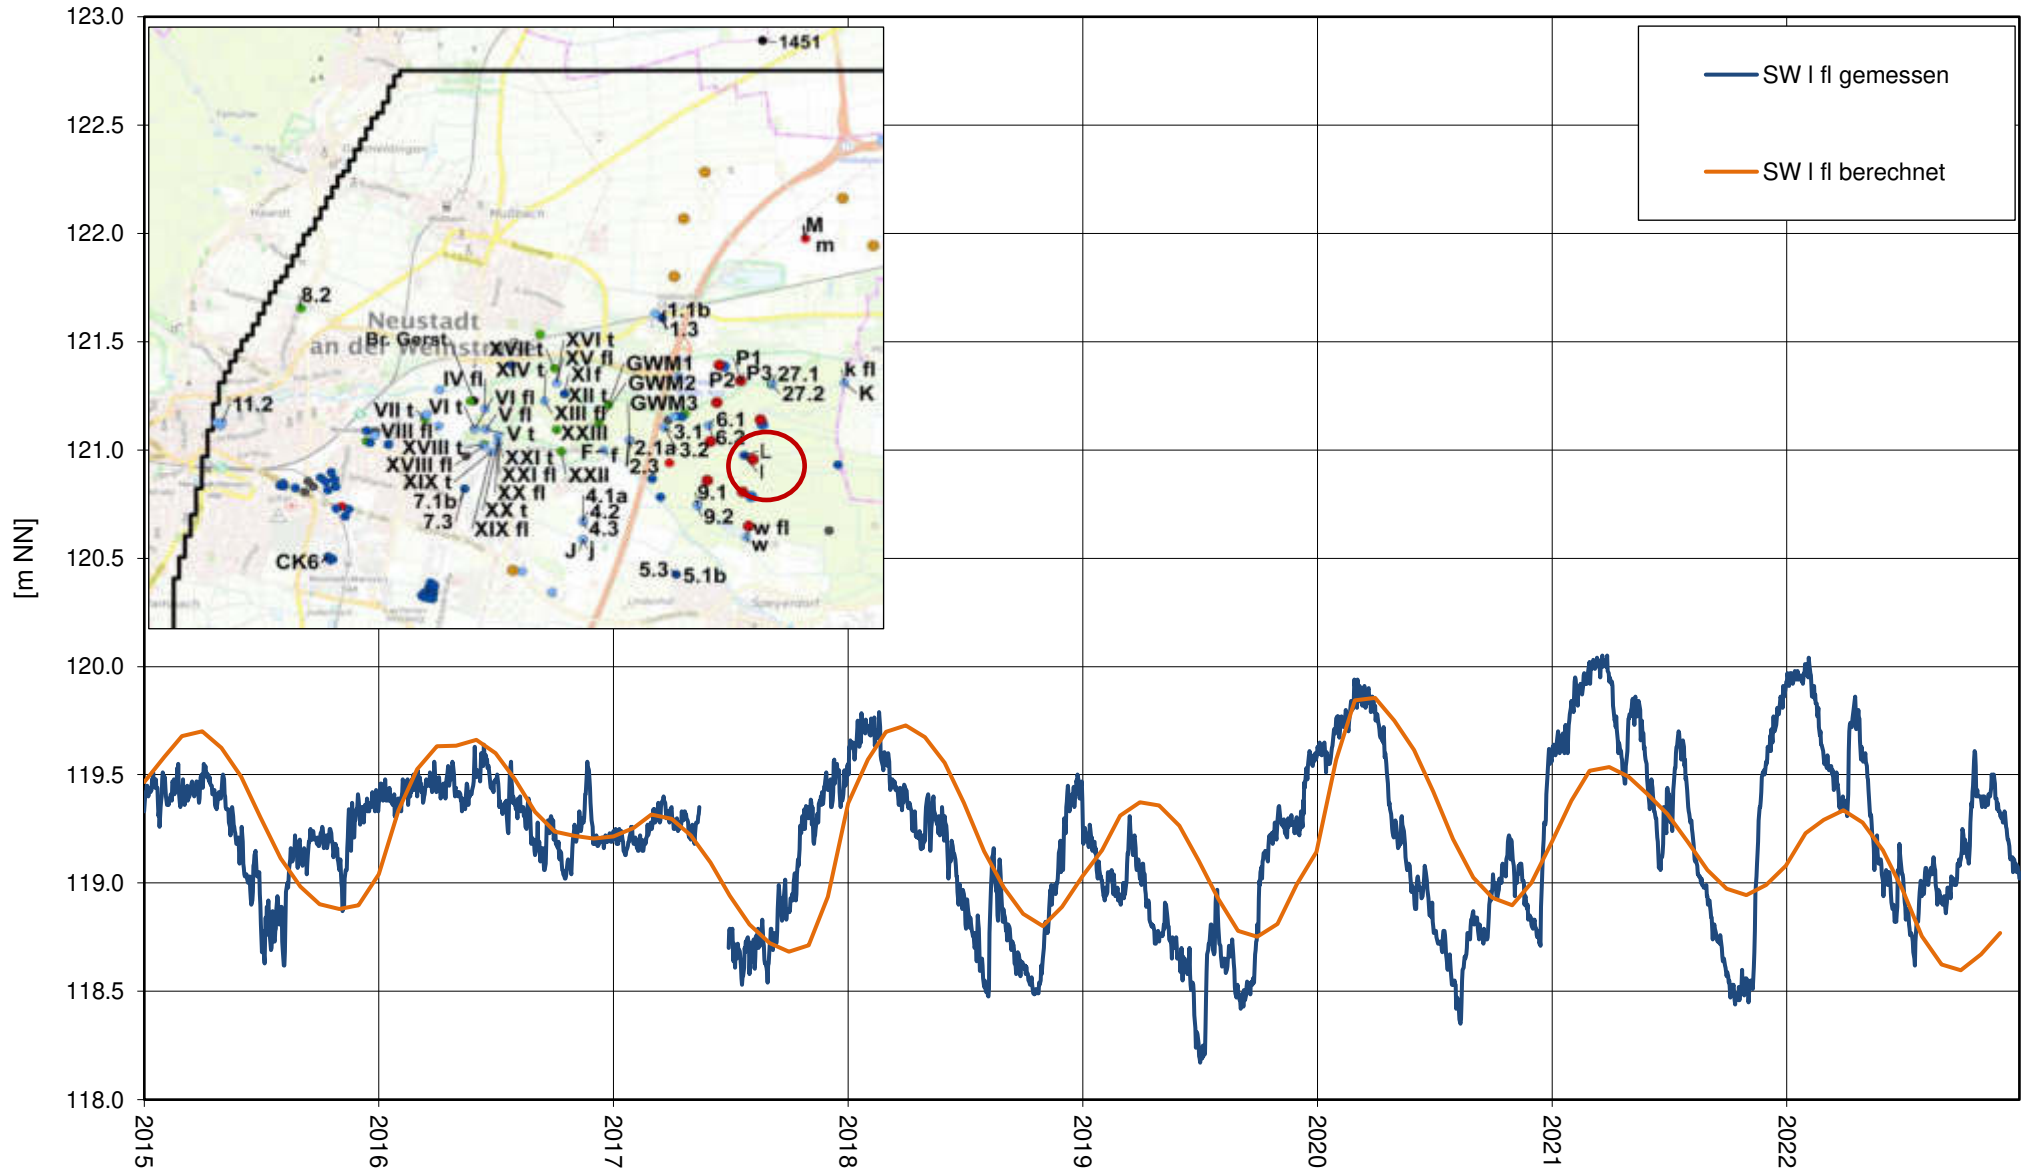 123.0
122.5
122.0
121.5
121.0
120.5
120.0
119.5
119.0
118.5
118.0
[m NN]
SW l fl gemessen
SW l fl berechnet
1451
M
m
8.2
1.1b
1.3
Neustadt
an der Weinstraße
Mußbach
Haardt
Br. Gerst
XVII t
XVI t
XV fl
XIV t
XI f
GWM1
P1
P2
P3
27.1
27.2
k fl
K
IV fl
XII t
GWM2
11.2
VII t
VI t
VI fl
XIII fl
GWM3
VIII fl
V fl
XXIII
6.1
6.2
3.1
XVIII t
V t
F
f
2.1a
3.2
L
l
XVIII fl
XXI t
2.3
XIX t
XXI fl
XXII
7.1b
XX fl
4.1a
9.1
7.3
XX t
4.2
9.2
XIX fl
4.3
w fl
w
J
j
CK6
5.3
5.1b
Speyerdorf
2015
2016
2017
2018
2019
2020
2021
2022